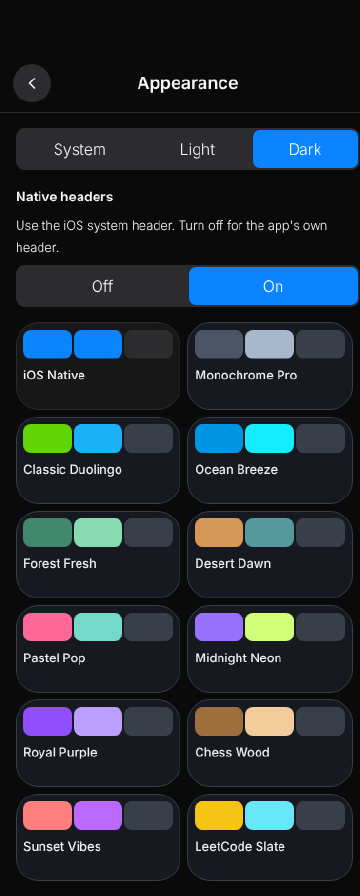 Appearance
System
Light
Dark
Native headers
Use the iOS system header. Turn off for the app's own
header.
Off
On
iOS Native
Monochrome Pro
Classic Duolingo
Ocean Breeze
Forest Fresh
Desert Dawn
Pastel Pop
Midnight Neon
Royal Purple
Chess Wood
Sunset Vibes
LeetCode Slate